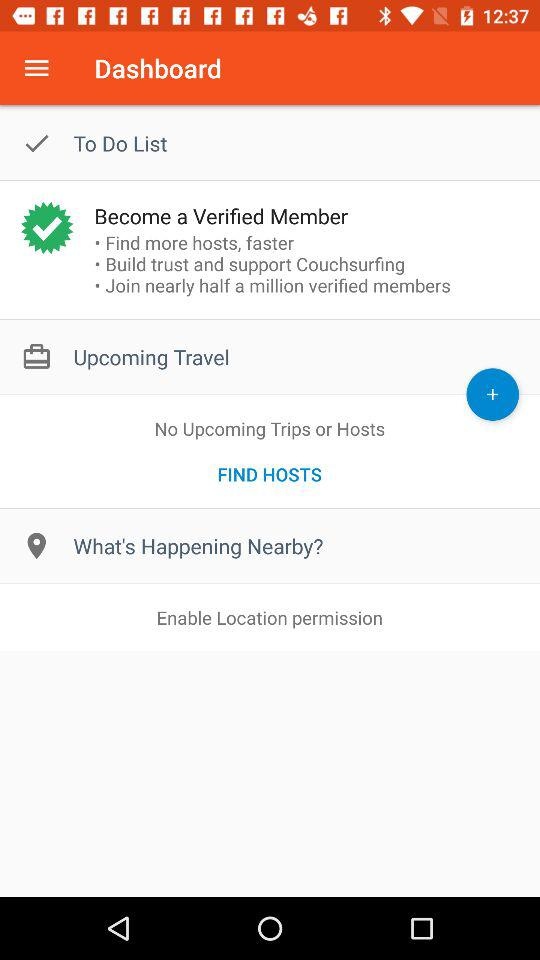 12:37
Dashboard
To Do List
Become a Verified Member
• Find more hosts, faster
• Build trust and support Couchsurfing
• Join nearly half a million verified members
Upcoming Travel
+
No Upcoming Trips or Hosts
FIND HOSTS
What's Happening Nearby?
Enable Location permission